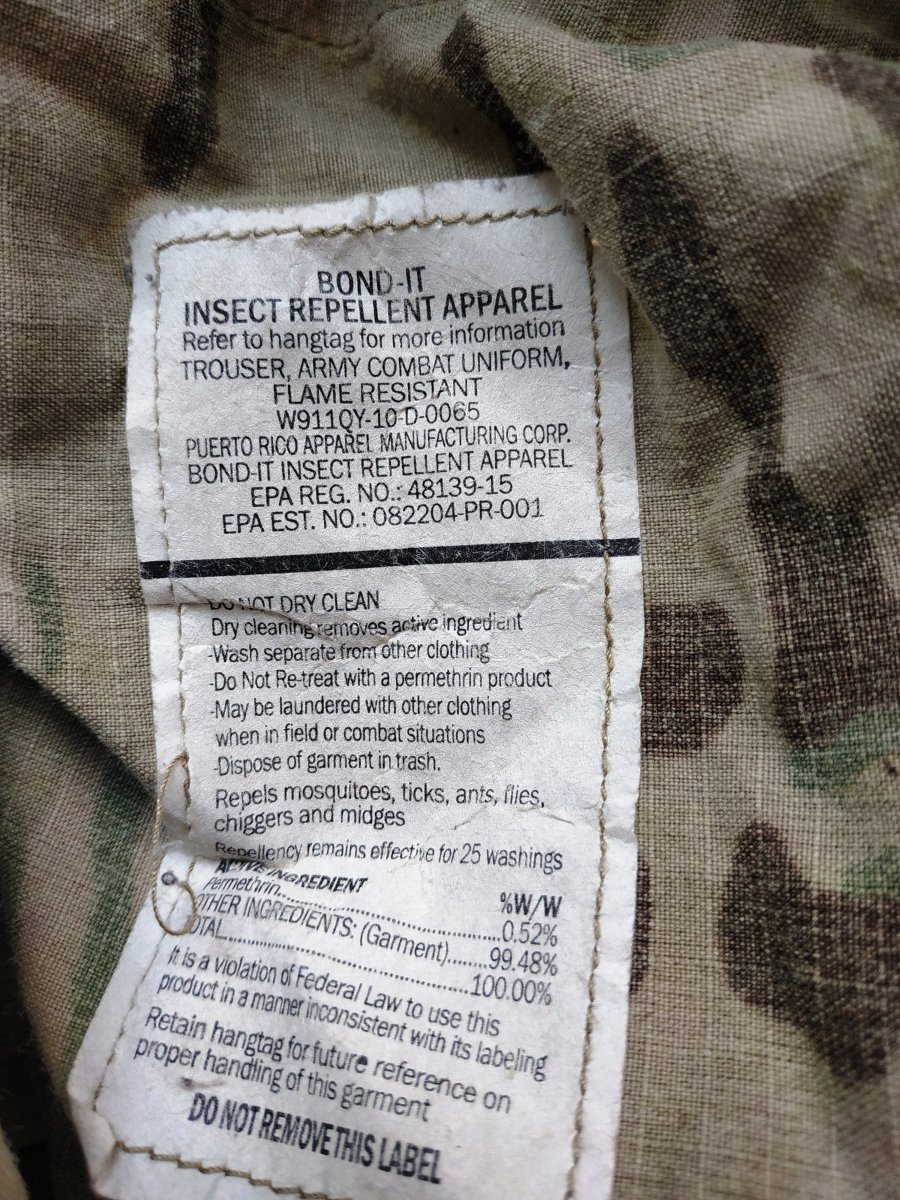 BOND-IT
INSECT REPELLENT APPAREL
Refer to hangtag for more information
TROUSER, ARMY COMBAT UNIFORM,
FLAME RESISTANT
W911QY-10-D-0065
PUERTO RICO APPAREL MANUFACTURING CORP.
BOND-IT INSECT REPELLENT APPAREL
EPA REG. NO.: 48139-15
EPA EST. NO.: 082204-PR-001
DO NOT DRY CLEAN
Dry cleaning removes active ingredient
-Wash separate from other clothing
-Do Not Re-treat with a permethrin product
-May be laundered with other clothing
when in field or combat situations
-Dispose of garment in trash.
Repels mosquitoes, ticks, ants, flies,
chiggers and midges
Repellency remains effective for 25 washings
ACTIVE INGREDIENT %W/W
Permethrin..............................0.52%
OTHER INGREDIENTS: (Garment).......99.48%
TOTAL..............................100.00%
It is a violation of Federal Law to use this
product in a manner inconsistent with its labeling
Retain hangtag for future reference on
proper handling of this garment
DO NOT REMOVE THIS LABEL